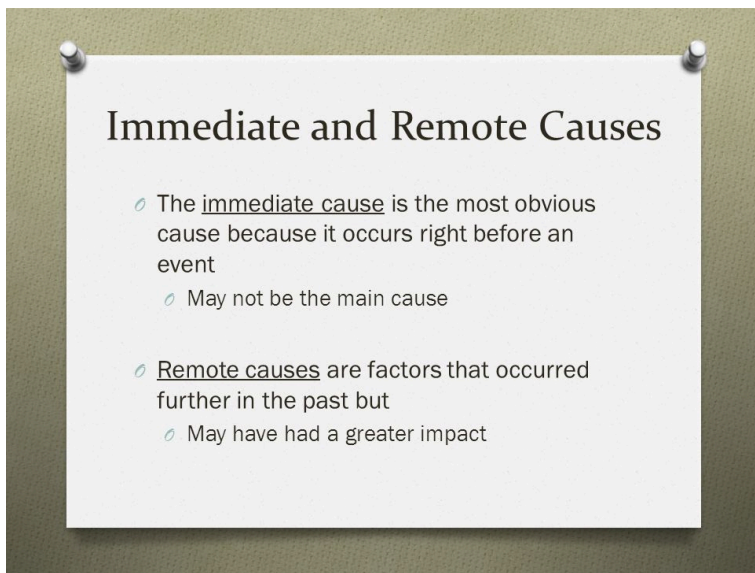 Immediate and Remote Causes
The immediate cause is the most obvious
cause because it occurs right before an
event
May not be the main cause
Remote causes are factors that occurred
further in the past but
May have had a greater impact